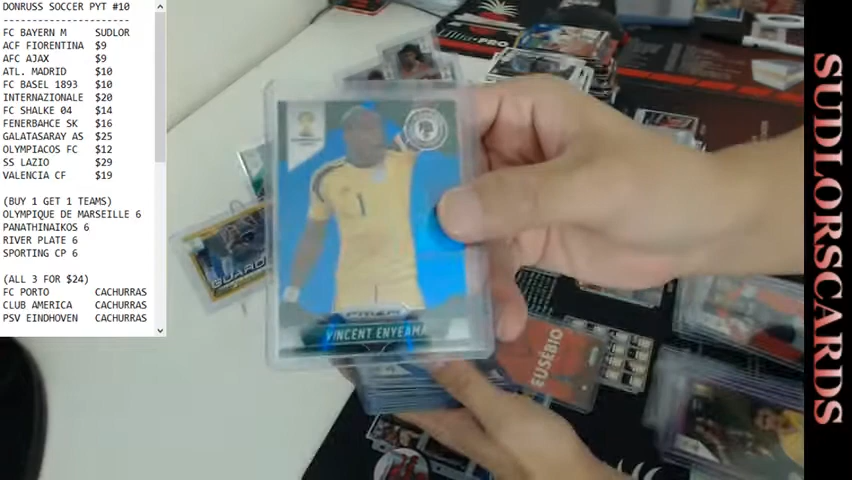 DONRUSS SOCCER PYT #10
FC BAYERN M SUDLOR
ACF FIORENTINA $9
AFC AJAX $9
ATL. MADRID $10
FC BASEL 1893 $10
INTERNAZIONALE $20
FC SHALKE 04 $14
FENERBAHCE SK $16
GALATASARAY AS $25
OLYMPIACOS FC $12
SS LAZIO $29
VALENCIA CF $19
(BUY 1 GET 1 TEAMS)
OLYMPIQUE DE MARSEILLE 6
PANATHINAIKOS 6
RIVER PLATE 6
SPORTING CP 6
(ALL 3 FOR $24)
FC PORTO CACHURRAS
CLUB AMERICA CACHURRAS
PSV EINDHOVEN CACHURRAS
Ultra·PRO
1
PRIZM
VINCENT ENYEAMA
GUARD
EUSÉBIO
SUDLORSCARDS